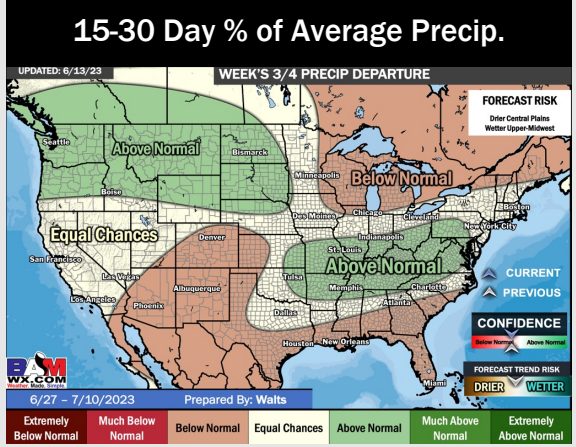 15-30 Day % of Average Precip.
UPDATED: 6/13/23
WEEK'S 3/4 PRECIP DEPARTURE
FORECAST RISK
Drier Central Plains
Wetter Upper-Midwest
Seattle
Above Normal
Bismarck
Minneapolis
Below Normal
Boise
Boston
Des Moines
Chicago
Cleveland
New York City
Equal Chances
Denver
Indianapolis
St. Louis
San Francisco
Above Normal
Las Vegas
Tulsa
CURRENT
Albuquerque
Memphis
Charlotte
PREVIOUS
Los Angeles
Phoenix
Atlanta
Dallas
CONFIDENCE
Below Normal
Above Normal
Houston
New Orleans
BAM
WX.COM
Weather. Made. Simple.
FORECAST TREND RISK
Miami
DRIER
WETTER
6/27 – 7/10/2023
Prepared By: Walts
Extremely
Below Normal
Much Below
Normal
Below Normal
Equal Chances
Above Normal
Much Above
Normal
Extremely
Above Normal